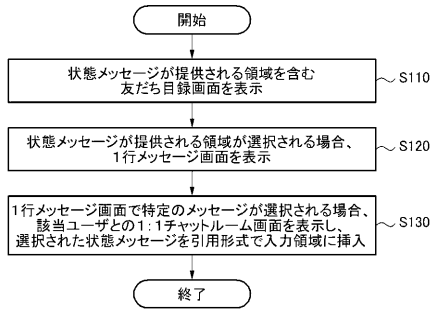 開始
状態メッセージが提供される領域を含む
友だち目録画面を表示
S110
状態メッセージが提供される領域が選択される場合、
1行メッセージ画面を表示
S120
1行メッセージ画面で特定のメッセージが選択される場合、
該当ユーザとの1：1チャットルーム画面を表示し、
選択された状態メッセージを引用形式で入力領域に挿入
S130
終了